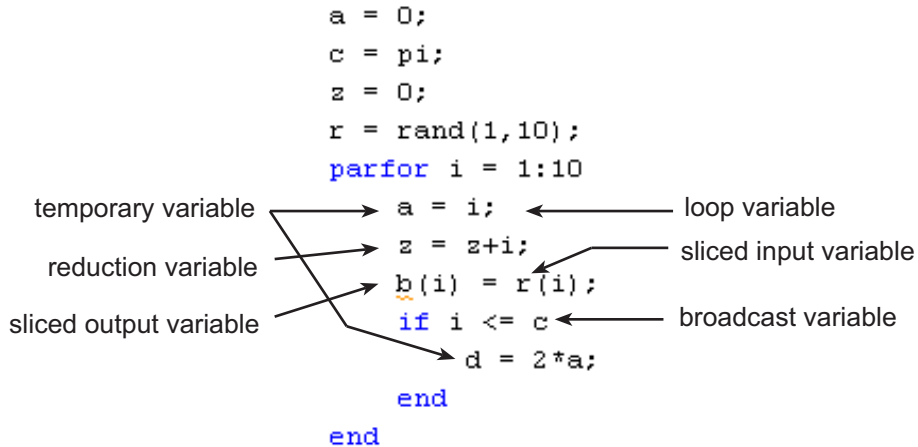 a = 0;
c = pi;
z = 0;
r = rand(1,10);
parfor i = 1:10
temporary variable a = i; loop variable
reduction variable z = z+i; sliced input variable
sliced output variable b(i) = r(i);
if i <= c broadcast variable
d = 2*a;
end
end